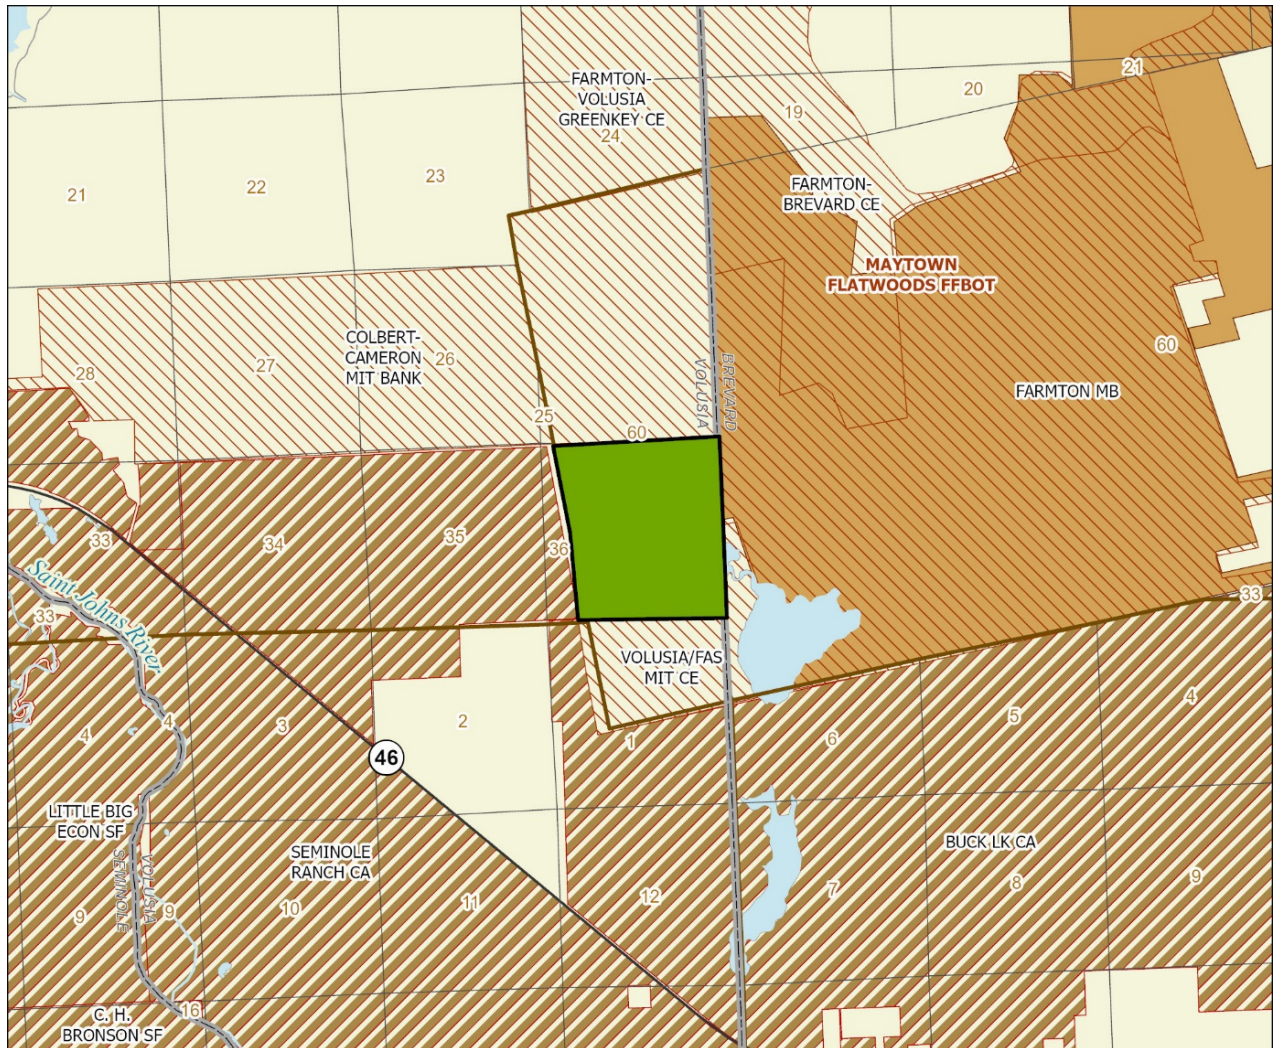 21
20
FARMTON-
VOLUSIA
GREENKEY CE
24
19
23
22
21
FARMTON-
BREVARD CE
MAYTOWN
FLATWOODS FFBOT
COLBERT-
CAMERON
MIT BANK
26
27
28
60
VOLUSIA
BREVARD
FARMTON MB
25
60
33
34
35
36
Saint Johns River
33
33
VOLUSIA/FAS
MIT CE
4
3
4
2
1
6
5
4
46
LITTLE BIG
ECON SF
SEMINOLE
VOLUSIA
SEMINOLE
RANCH CA
BUCK LK CA
9
9
10
11
12
7
8
9
16
C. H.
BRONSON SF